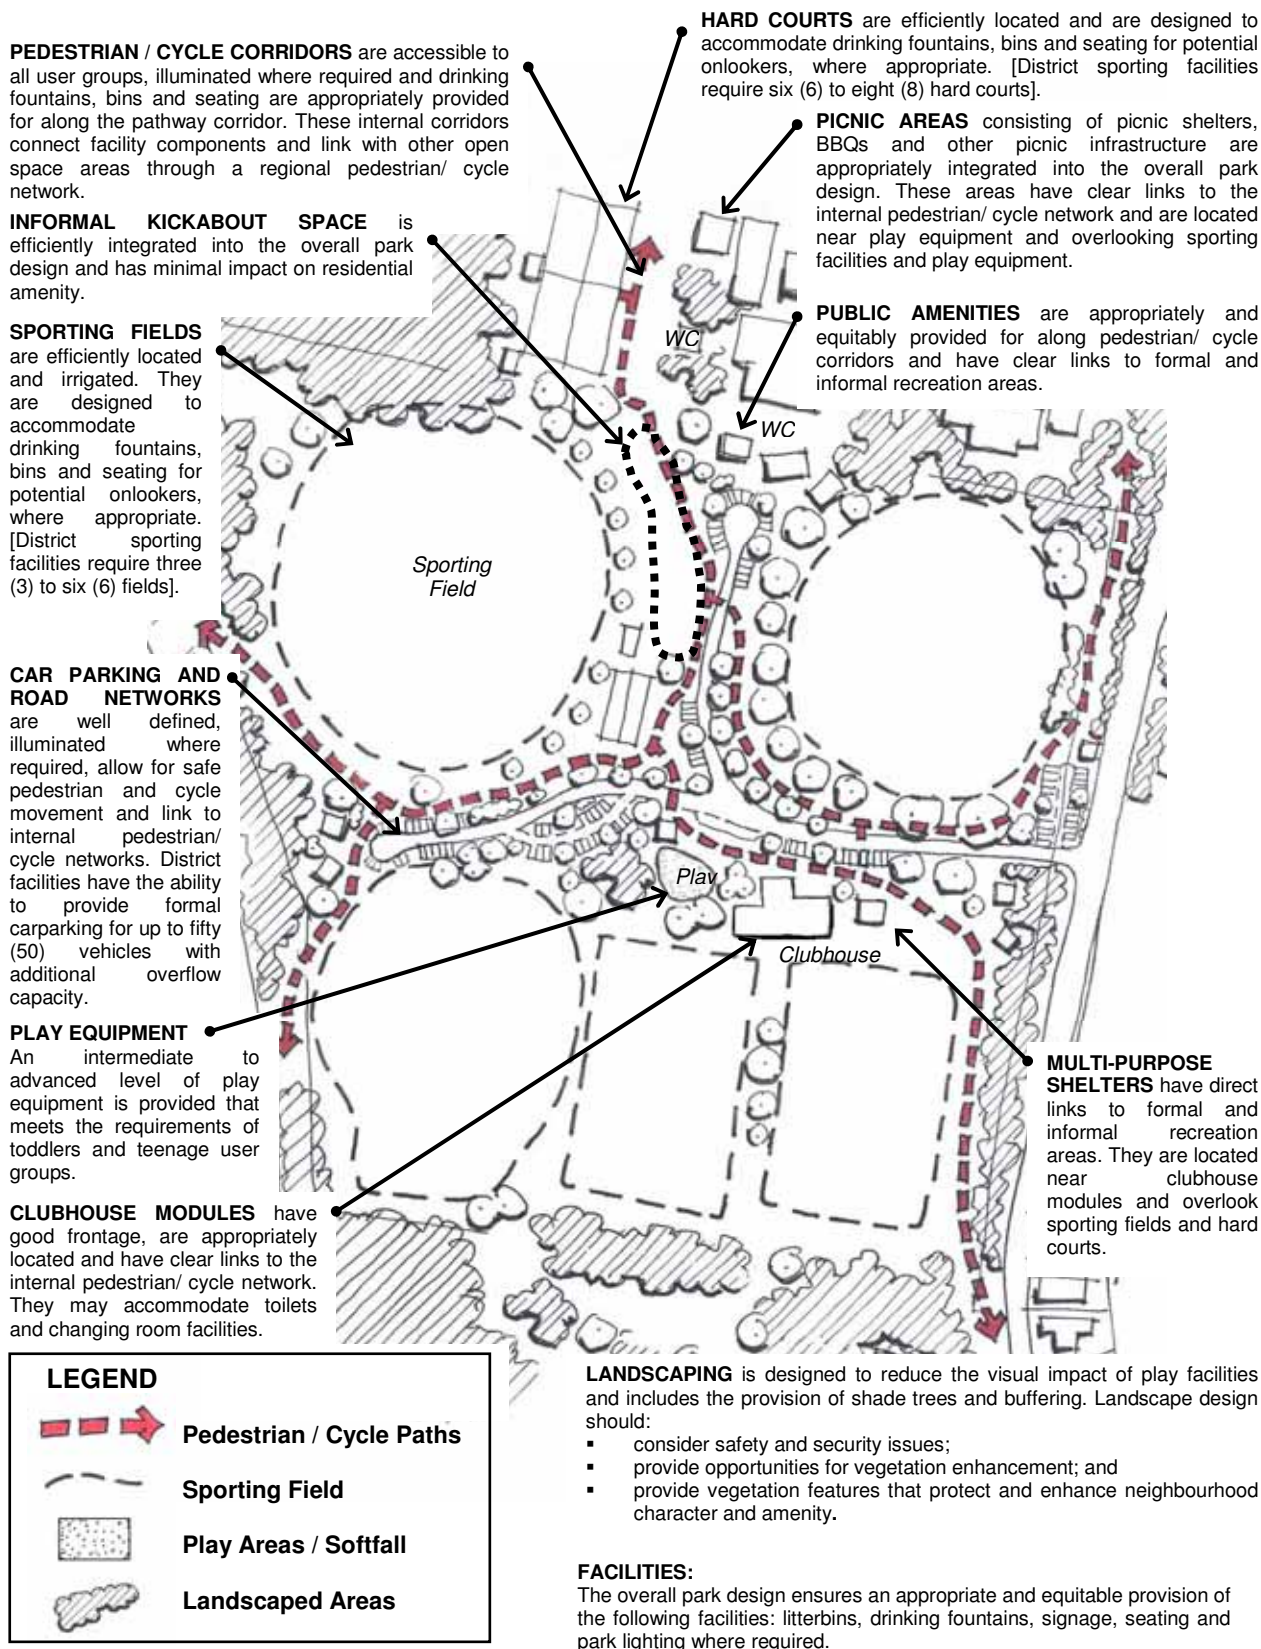 HARD COURTS are efficiently located and are designed to
accommodate drinking fountains, bins and seating for potential
onlookers, where appropriate. [District sporting facilities
require six (6) to eight (8) hard courts].
PEDESTRIAN / CYCLE CORRIDORS are accessible to
all user groups, illuminated where required and drinking
fountains, bins and seating are appropriately provided
for along the pathway corridor. These internal corridors
connect facility components and link with other open
space areas through a regional pedestrian/ cycle
network.
PICNIC AREAS consisting of picnic shelters,
BBQs and other picnic infrastructure are
appropriately integrated into the overall park
design. These areas have clear links to the
internal pedestrian/ cycle network and are located
near play equipment and overlooking sporting
facilities and play equipment.
INFORMAL KICKABOUT SPACE is
efficiently integrated into the overall park
design and has minimal impact on residential
amenity.
PUBLIC AMENITIES are appropriately and
equitably provided for along pedestrian/ cycle
corridors and have clear links to formal and
informal recreation areas.
SPORTING FIELDS
are efficiently located
and irrigated. They
are designed to
accommodate
drinking fountains,
bins and seating for
potential onlookers,
where appropriate.
[District sporting
facilities require three
(3) to six (6) fields].
WC
WC
Sporting
Field
CAR PARKING AND
ROAD NETWORKS
are well defined,
illuminated where
required, allow for safe
pedestrian and cycle
movement and link to
internal pedestrian/
cycle networks. District
facilities have the ability
to provide formal
carparking for up to fifty
(50) vehicles with
additional overflow
capacity.
Play
Clubhouse
PLAY EQUIPMENT
An intermediate to
advanced level of play
equipment is provided that
meets the requirements of
toddlers and teenage user
groups.
MULTI-PURPOSE
SHELTERS have direct
links to formal and
informal recreation
areas. They are located
near clubhouse
modules and overlook
sporting fields and hard
courts.
CLUBHOUSE MODULES have
good frontage, are appropriately
located and have clear links to the
internal pedestrian/ cycle network.
They may accommodate toilets
and changing room facilities.
LEGEND
Pedestrian / Cycle Paths
Sporting Field
Play Areas / Softfall
Landscaped Areas
LANDSCAPING is designed to reduce the visual impact of play facilities
and includes the provision of shade trees and buffering. Landscape design
should:
▪ consider safety and security issues;
▪ provide opportunities for vegetation enhancement; and
▪ provide vegetation features that protect and enhance neighbourhood
character and amenity.
FACILITIES:
The overall park design ensures an appropriate and equitable provision of
the following facilities: litterbins, drinking fountains, signage, seating and
park lighting where required.